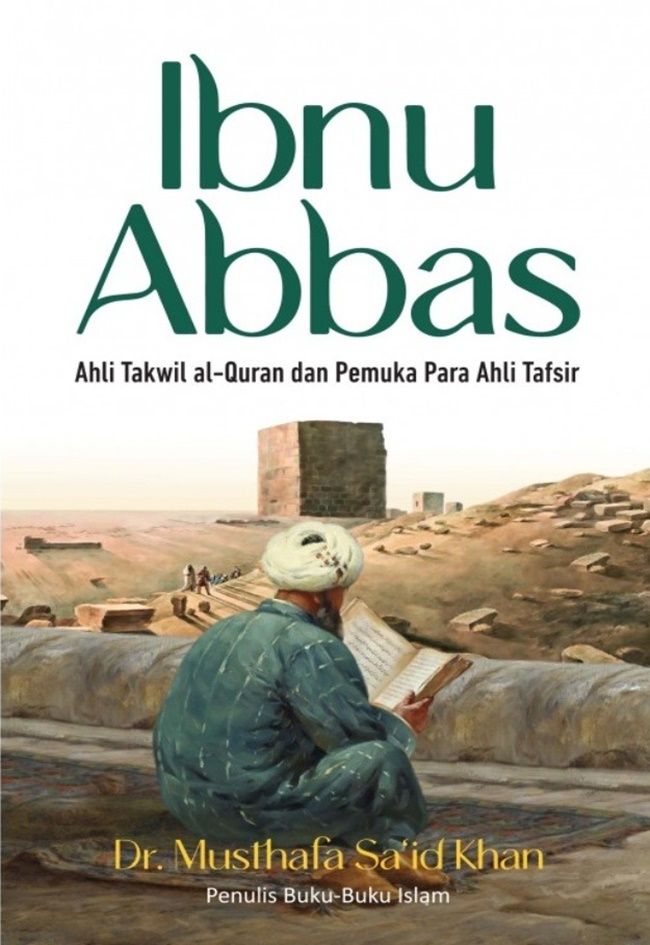 Ibnu
Abbas
Ahli Takwil al-Quran dan Pemuka Para Ahli Tafsir
Dr. Musthafa Sa'id Khan
Penulis Buku-Buku Islam